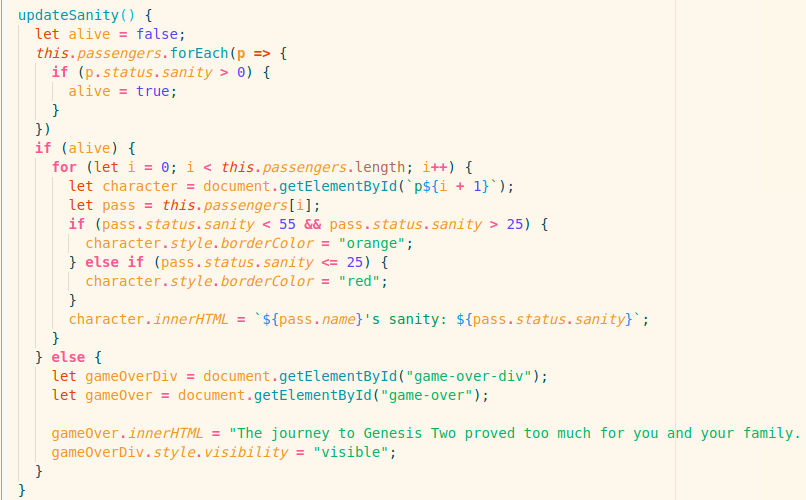 updateSanity() {
  let alive = false;
  this.passengers.forEach(p => {
    if (p.status.sanity > 0) {
      alive = true;
    }
  })
  if (alive) {
    for (let i = 0; i < this.passengers.length; i++) {
      let character = document.getElementById(`p${i + 1}`);
      let pass = this.passengers[i];
      if (pass.status.sanity < 55 && pass.status.sanity > 25) {
        character.style.borderColor = "orange";
      } else if (pass.status.sanity <= 25) {
        character.style.borderColor = "red";
      }
      character.innerHTML = `${pass.name}'s sanity: ${pass.status.sanity}`;
    }
  } else {
    let gameOverDiv = document.getElementById("game-over-div");
    let gameOver = document.getElementById("game-over");

    gameOver.innerHTML = "The journey to Genesis Two proved too much for you and your family.
    gameOverDiv.style.visibility = "visible";
  }
}